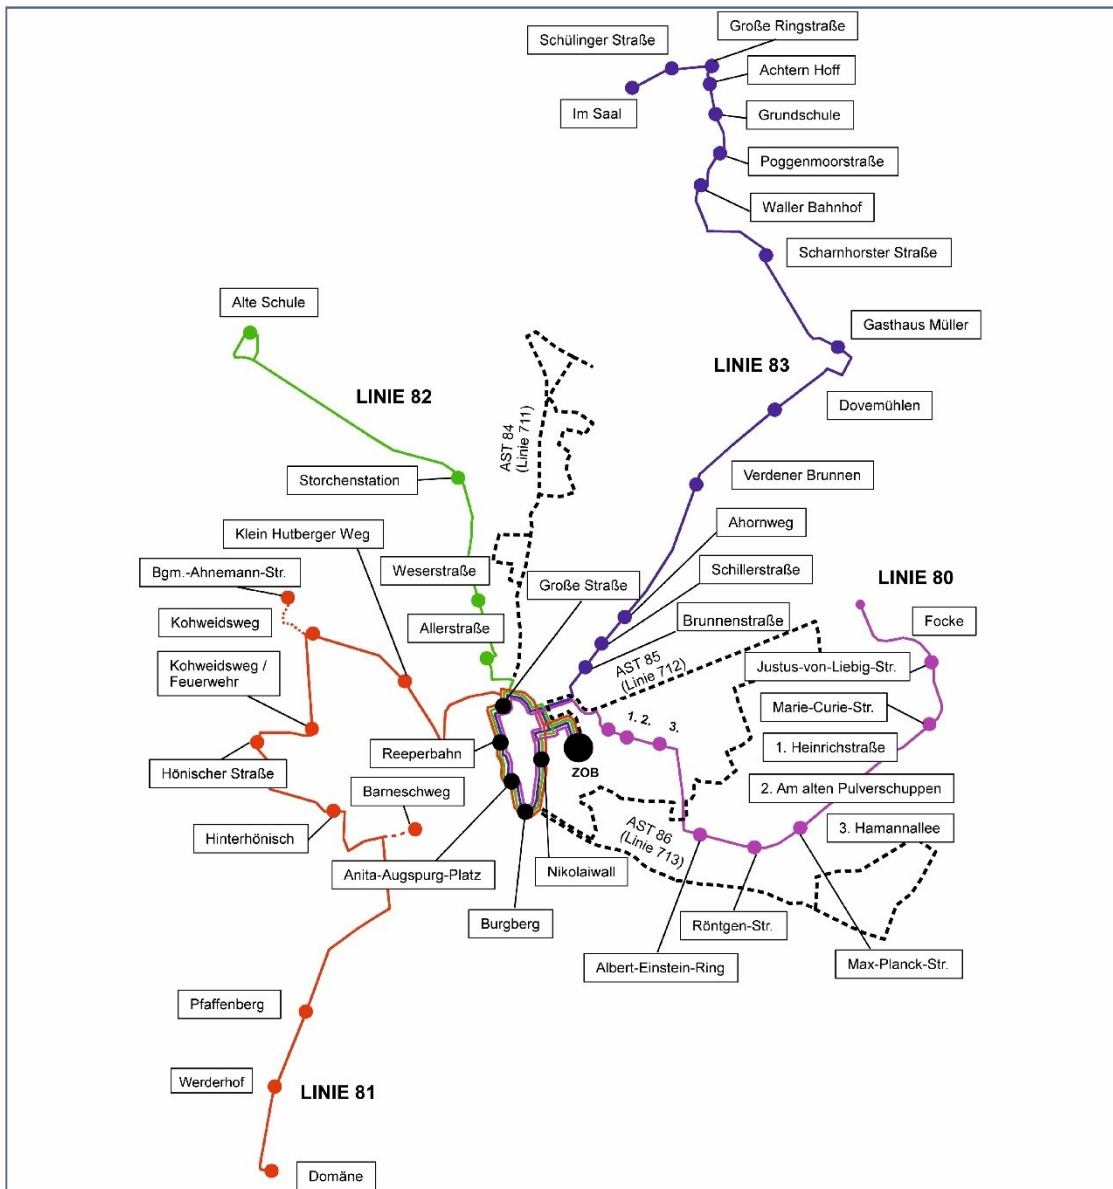 Große Ringstraße
Schülinger Straße
Achtern Hoff
Im Saal
Grundschule
Poggenmoorstraße
Waller Bahnhof
Scharnhorster Straße
Alte Schule
Gasthaus Müller
LINIE 83
LINIE 82
Dovemühlen
AST 84
(Linie 711)
Storchenstation
Verdener Brunnen
Klein Hutberger Weg
Ahornweg
Bgm.-Ahnemann-Str.
Weserstraße
Große Straße
Schillerstraße
LINIE 80
Kohweidsweg
Allerstraße
Brunnenstraße
Focke
AST 85
(Linie 712)
Kohweidsweg /
Feuerwehr
Justus-von-Liebig-Str.
Marie-Curie-Str.
1. 2. 3.
Reeperbahn
ZOB
1. Heinrichstraße
Hönischer Straße
Barneschweg
2. Am alten Pulverschuppen
Hinterhönisch
AST 86
(Linie 713)
3. Hamannallee
Anita-Augspurg-Platz
Nikolaiwall
Burgberg
Röntgen-Str.
Albert-Einstein-Ring
Max-Planck-Str.
Pfaffenberg
Werderhof
LINIE 81
Domäne